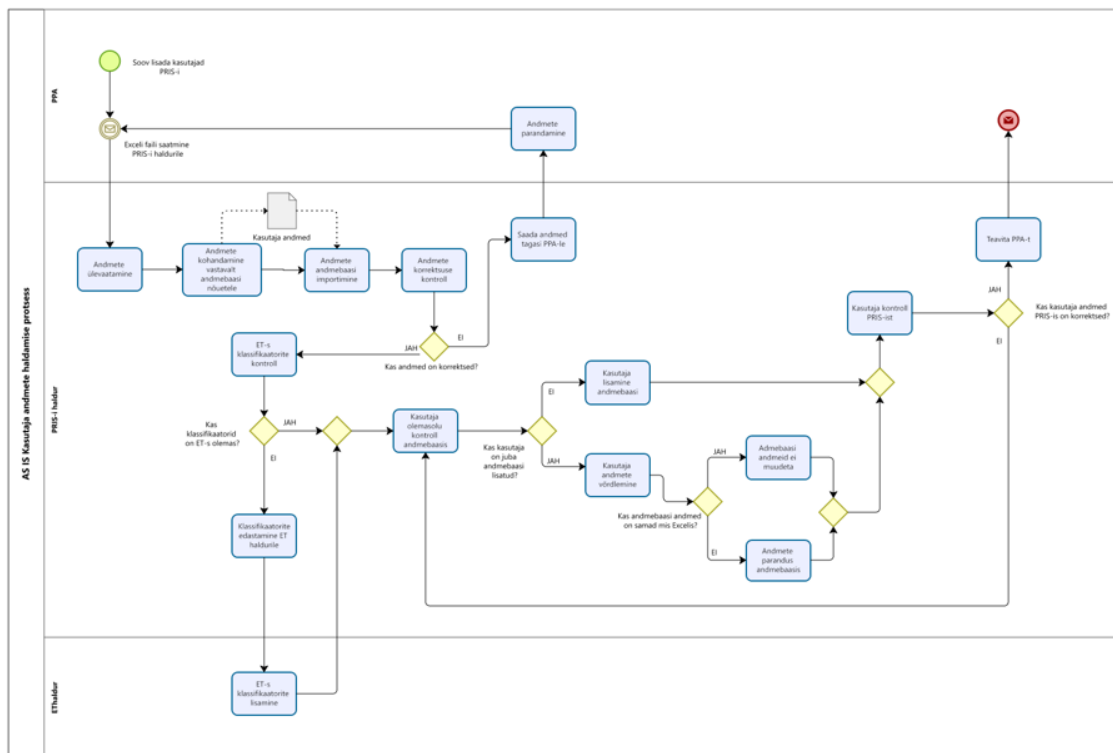 AS IS Kasutaja andmete haldamise protsess
PPA
Soov lisada kasutajad
PRIS-i
Exceli faili saatmine
PRIS-i haldurile
Andmete
parandamine
PRIS-i haldur
Kasutaja andmed
Andmete
ülevaatamine
Andmete
kohandamine
vastavalt
andmebaasi
nõuetele
Andmete
andmebaasi
importimine
Andmete
korrektsuse
kontroll
Saada andmed
tagasi PPA-le
Teavita PPA-t
EI
JAH
Kas andmed on korrektsed?
ET-s
klassifikaatorite
kontroll
Kas
klassifikaatorid
on ET-s olemas?
JAH
EI
Kasutaja
olemasolu
kontroll
andmebaasis
Kas kasutaja
on juba
andmebaasi
lisatud?
EI
JAH
Kasutaja
lisamine
andmebaasi
Kasutaja
andmete
võrdlemine
Kas andmebaasi andmed
on samad mis Excelis?
JAH
EI
Admebaasi
andmeid ei
muudeta
Andmete
parandus
andmebaasis
Kasutaja kontroll
PRIS-ist
JAH
EI
Kas kasutaja andmed
PRIS-is on korrektsed?
Klassifikaatorite
edastamine ET
haldurile
EThaldur
ET-s
klassifikaatorite
lisamine